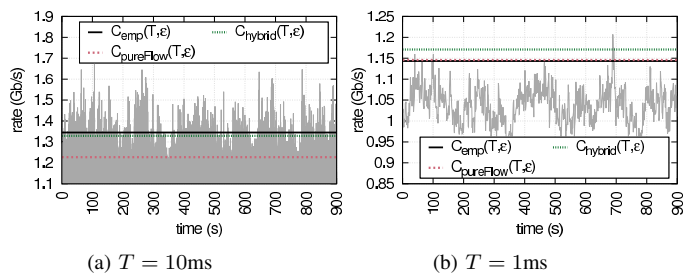 rate (Gb/s)
1.9
1.8
1.7
1.6
1.5
1.4
1.3
1.2
1.1
C_emp(T,ε)
C_hybrid(T,ε)
C_pureFlow(T,ε)
0 100 200 300 400 500 600 700 800 900
time (s)
(a) T = 10ms
rate (Gb/s)
1.25
1.2
1.15
1.1
1.05
1
0.95
0.9
0.85
C_emp(T,ε)
C_hybrid(T,ε)
C_pureFlow(T,ε)
0 100 200 300 400 500 600 700 800 900
time (s)
(b) T = 1ms